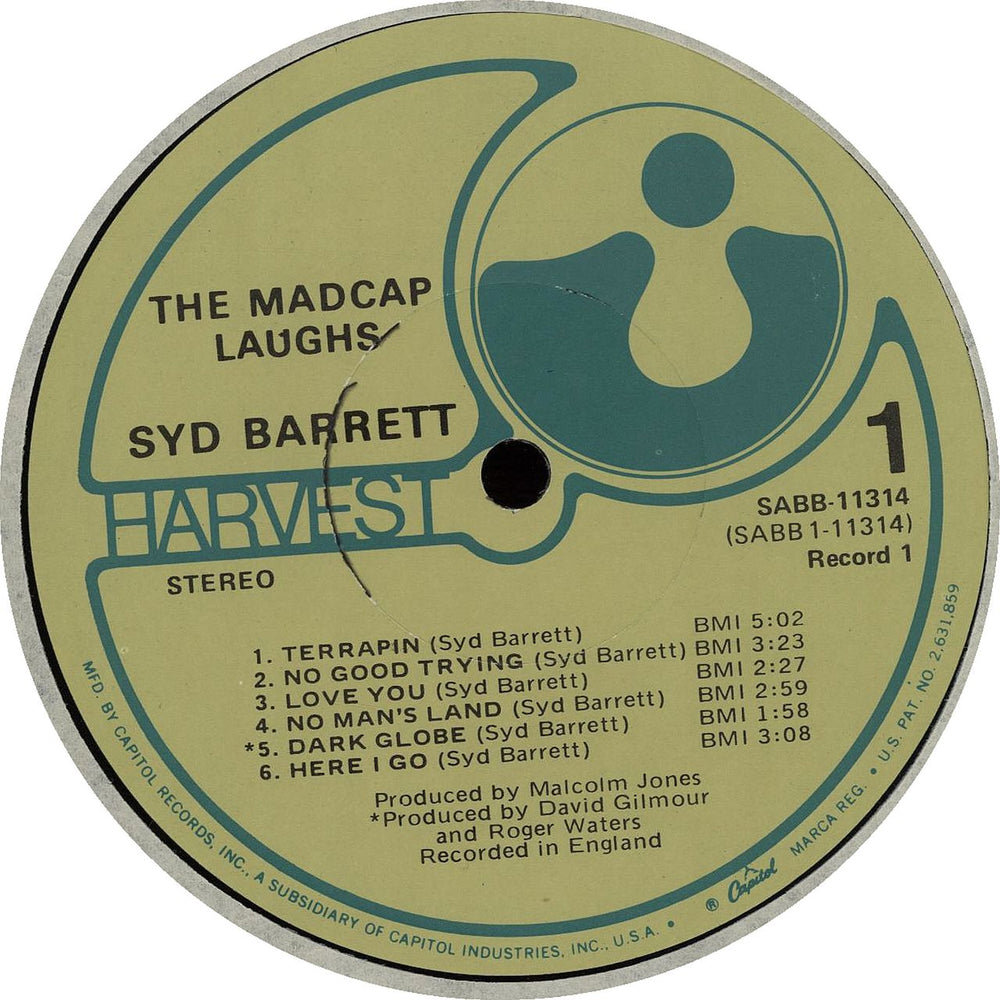 THE MADCAP
LAUGHS
SYD BARRETT
HARVEST
STEREO
1
SABB-11314
(SABB 1-11314)
Record 1
1. TERRAPIN (Syd Barrett) BMI 5:02
2. NO GOOD TRYING (Syd Barrett) BMI 3:23
3. LOVE YOU (Syd Barrett) BMI 2:27
4. NO MAN'S LAND (Syd Barrett) BMI 2:59
*5. DARK GLOBE (Syd Barrett) BMI 1:58
6. HERE I GO (Syd Barrett) BMI 3:08
Produced by Malcolm Jones
*Produced by David Gilmour
and Roger Waters
Recorded in England
MFD. BY CAPITOL RECORDS, INC., A SUBSIDIARY OF CAPITOL INDUSTRIES, INC., U.S.A. • ® Capitol MARCA REG. • U.S. PAT. NO. 2,631,859